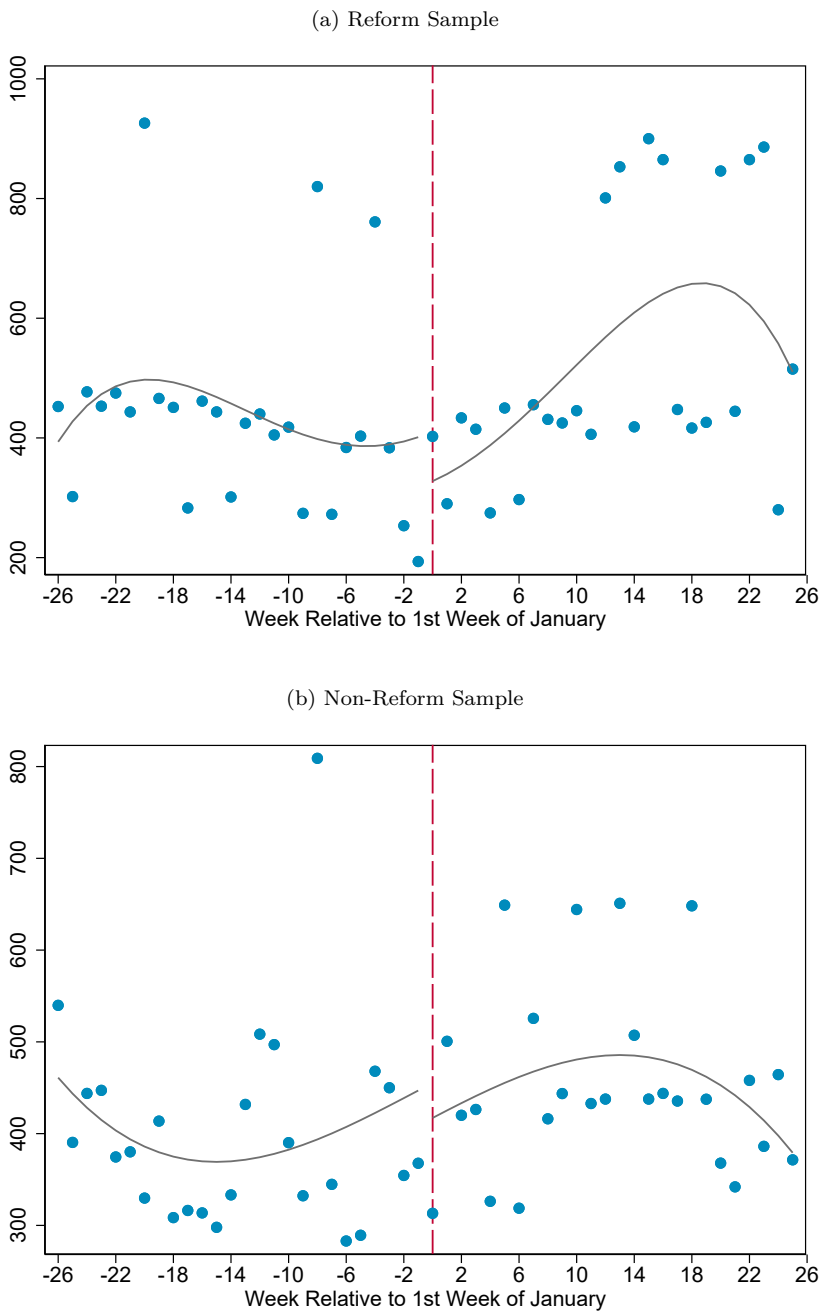 (a) Reform Sample
1000
800
600
400
200
-26 -22 -18 -14 -10 -6 -2 2 6 10 14 18 22 26
Week Relative to 1st Week of January
(b) Non-Reform Sample
800
700
600
500
400
300
-26 -22 -18 -14 -10 -6 -2 2 6 10 14 18 22 26
Week Relative to 1st Week of January